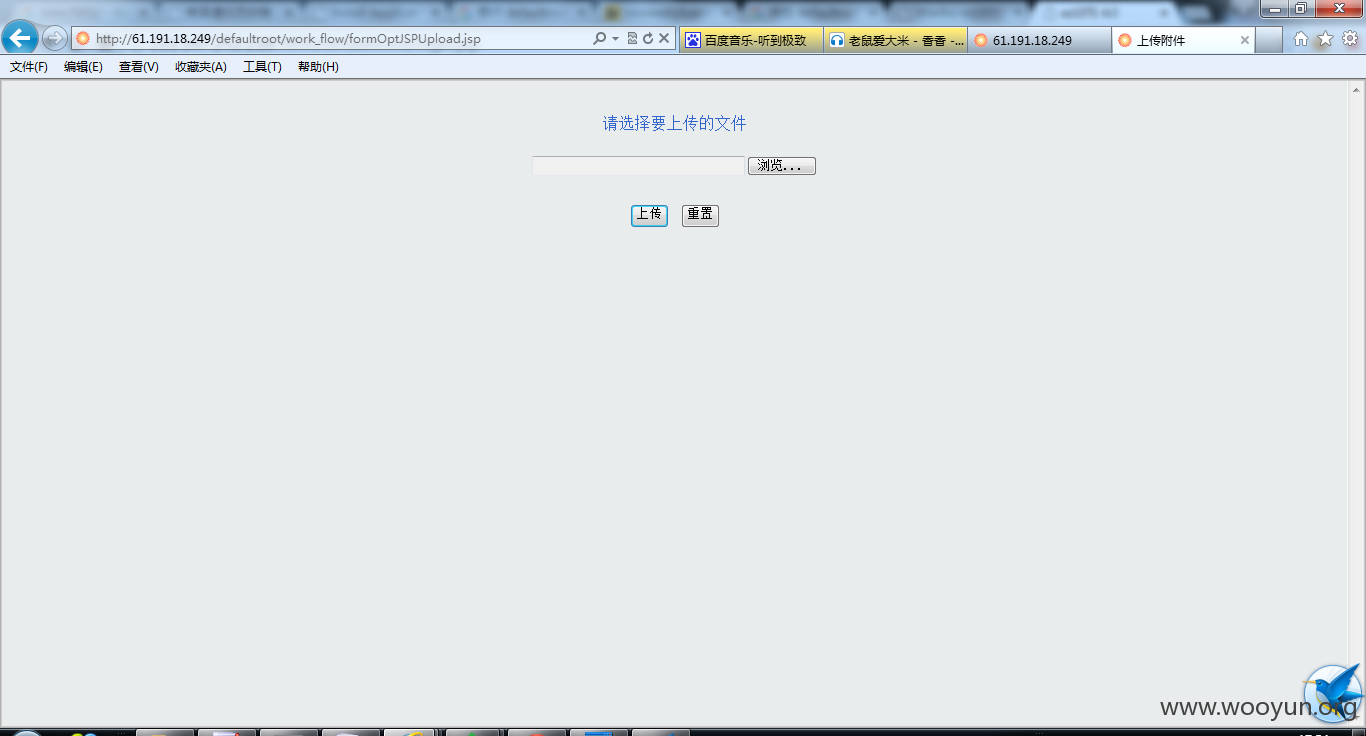 http://61.191.18.249/defaultroot/work_flow/formOptJSPUpload.jsp
百度音乐-听到极致
老鼠爱大米 - 香香 -...
61.191.18.249
上传附件
文件(F) 编辑(E) 查看(V) 收藏夹(A) 工具(T) 帮助(H)
请选择要上传的文件
浏览...
上传 重置
www.wooyun.org